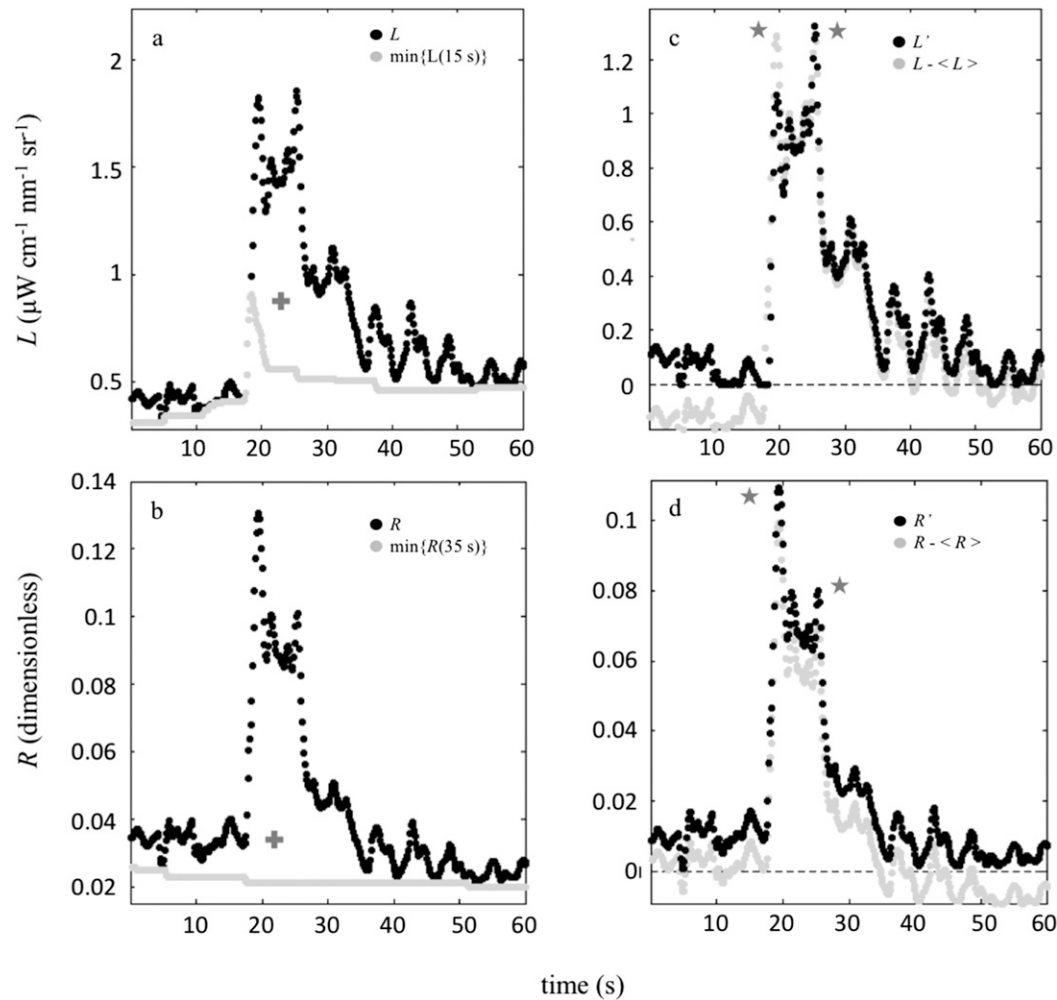 a
L
min{L(15 s)}
2
1.5
1
0.5
10 20 30 40 50 60
L (µW cm-1 nm-1 sr-1)
c
L’
L - < L >
1.2
1
0.8
0.6
0.4
0.2
0
10 20 30 40 50 60
b
R
min{R(35 s)}
0.14
0.12
0.1
0.08
0.06
0.04
0.02
10 20 30 40 50 60
R (dimensionless)
d
R’
R - < R >
0.1
0.08
0.06
0.04
0.02
0
10 20 30 40 50 60
time (s)